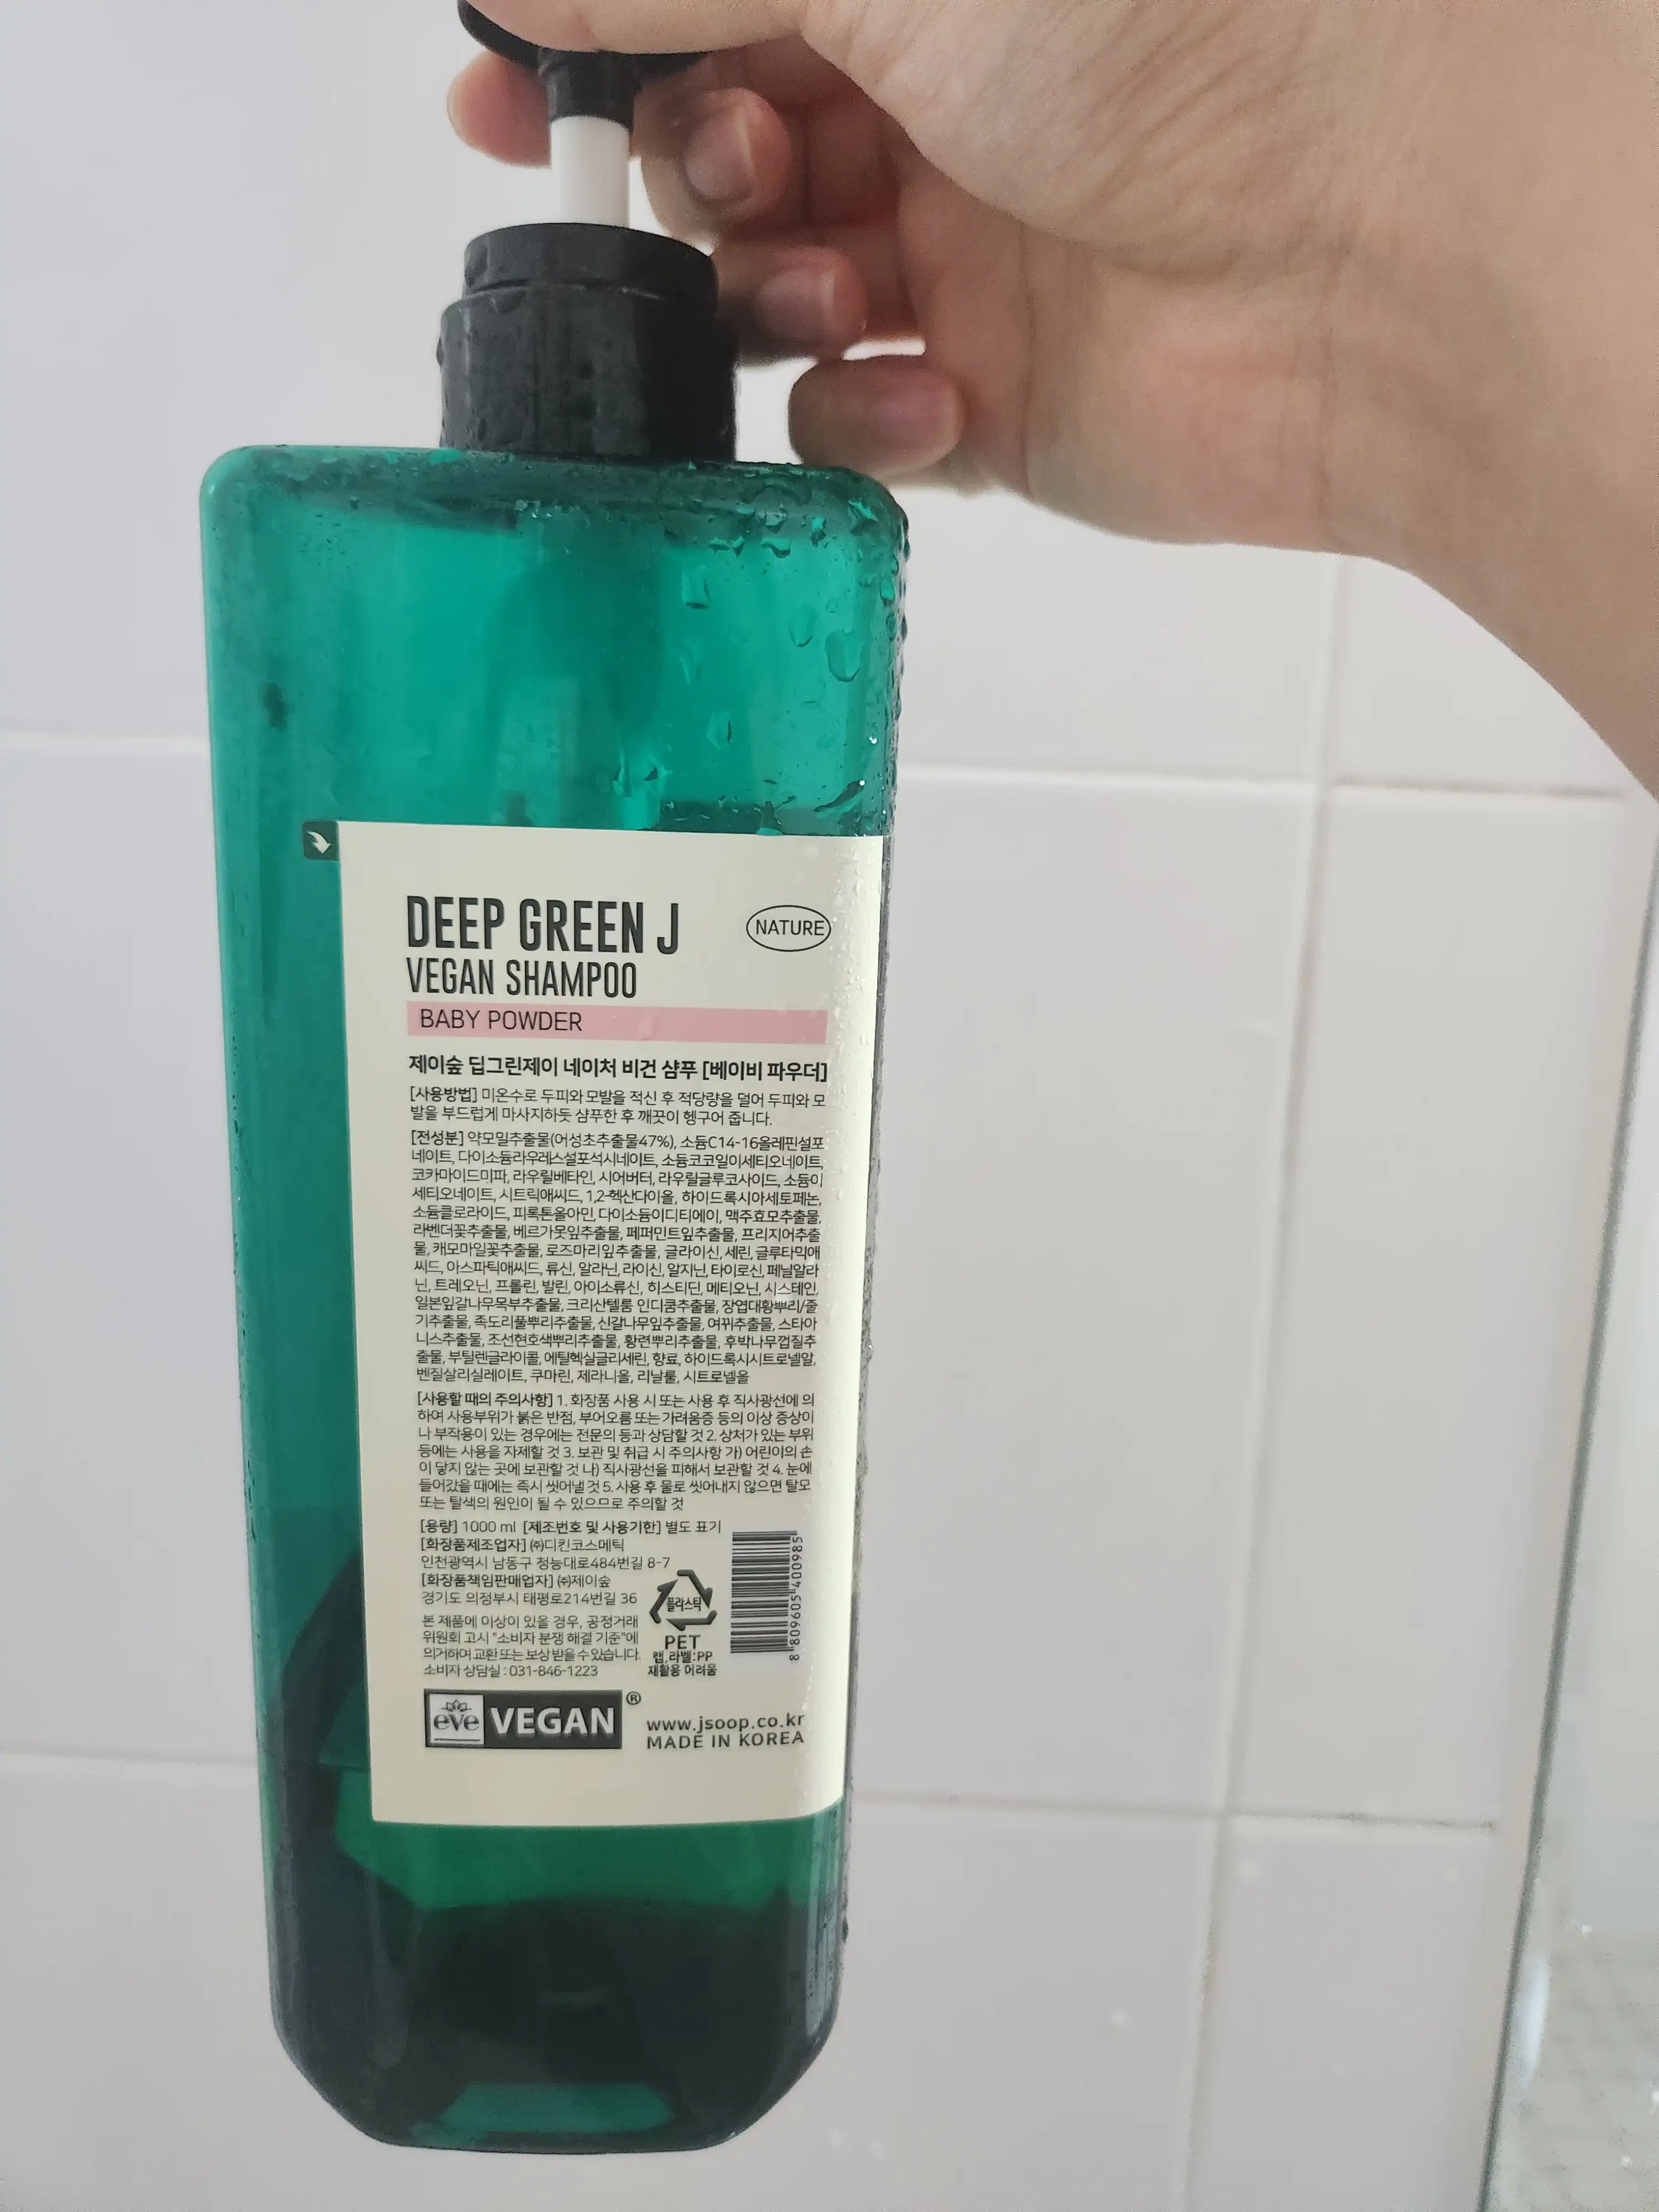 DEEP GREEN J
NATURE
VEGAN SHAMPOO
BABY POWDER
제이숲 딥그린제이 네이처 비건 샴푸 [베이비 파우더]
[사용방법] 미온수로 두피와 모발을 적신 후 적당량을 덜어 두피와 모
발을 부드럽게 마사지하듯 샴푸한 후 깨끗이 헹구어 줍니다.
[전성분] 약모밀추출물(어성초추출물47%), 소듐C14-16올레핀설포
네이트, 다이소듐라우레스설포석시네이트, 소듐코코일이세티오네이트,
코카마이드미파, 라우릴베타인, 시어버터, 라우릴글루코사이드, 소듐이
세티오네이트, 시트릭애씨드, 1,2-헥산다이올, 하이드록시아세토페논,
소듐클로라이드, 피록톤올아민, 다이소듐이디티에이, 맥주효모추출물,
라벤더꽃추출물, 베르가못잎추출물, 페퍼민트잎추출물, 프리지어추출
물, 캐모마일꽃추출물, 로즈마리잎추출물, 글라이신, 세린, 글루타믹애
씨드, 아스파틱애씨드, 류신, 알라닌, 라이신, 알지닌, 타이로신, 페닐알라
닌, 트레오닌, 프롤린, 발린, 아이소류신, 히스티딘, 메티오닌, 시스테인,
일본잎갈나무목부추출물, 크리산텔룸 인디쿰추출물, 장엽대황뿌리/줄
기추출물, 족도리풀뿌리추출물, 신갈나무잎추출물, 여뀌추출물, 스타아
니스추출물, 조선현호색뿌리추출물, 황련뿌리추출물, 후박나무껍질추
출물, 부틸렌글라이콜, 에틸헥실글리세린, 향료, 하이드록시시트로넬알,
벤질살리실레이트, 쿠마린, 제라니올, 리날룰, 시트로넬올
[사용할 때의 주의사항] 1. 화장품 사용 시 또는 사용 후 직사광선에 의
하여 사용부위가 붉은 반점, 부어오름 또는 가려움증 등의 이상 증상이
나 부작용이 있는 경우에는 전문의 등과 상담할 것 2. 상처가 있는 부위
등에는 사용을 자제할 것 3. 보관 및 취급 시 주의사항 가) 어린이의 손
이 닿지 않는 곳에 보관할 것 나) 직사광선을 피해서 보관할 것 4. 눈에
들어갔을 때에는 즉시 씻어낼 것 5. 사용 후 물로 씻어내지 않으면 탈모
또는 탈색의 원인이 될 수 있으므로 주의할 것
[용량] 1000 ml [제조번호 및 사용기한] 별도 표기
[화장품제조업자] ㈜디킨코스메틱
인천광역시 남동구 청능대로484번길 8-7
[화장품책임판매업자] ㈜제이숲
경기도 의정부시 태평로214번길 36
본 제품에 이상이 있을 경우, 공정거래
위원회 고시 "소비자 분쟁 해결 기준"에
의거하여 교환 또는 보상 받을 수 있습니다.
소비자 상담실 : 031-846-1223
플라스틱
PET
캡,라벨:PP
재활용 어려움
8 809605 400985
eve VEGAN ®
www.jsoop.co.kr
MADE IN KOREA